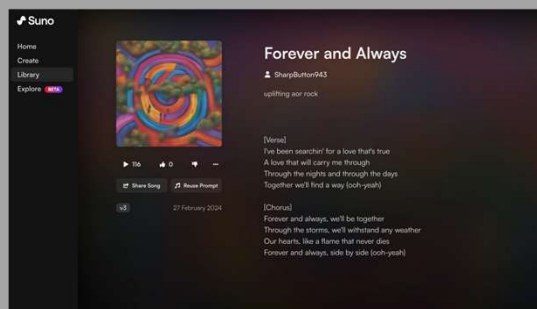 Suno
Home
Create
Library
Explore BETA
116
0
Share Song
Reuse Prompt
v3
27 February 2024
Forever and Always
SharpButton943
uplifting aor rock
[Verse]
I've been searchin' for a love that's true
A love that will carry me through
Through the nights and through the days
Together we'll find a way (ooh-yeah)
[Chorus]
Forever and always, we'll be together
Through the storms, we'll withstand any weather
Our hearts, like a flame that never dies
Forever and always, side by side (ooh-yeah)